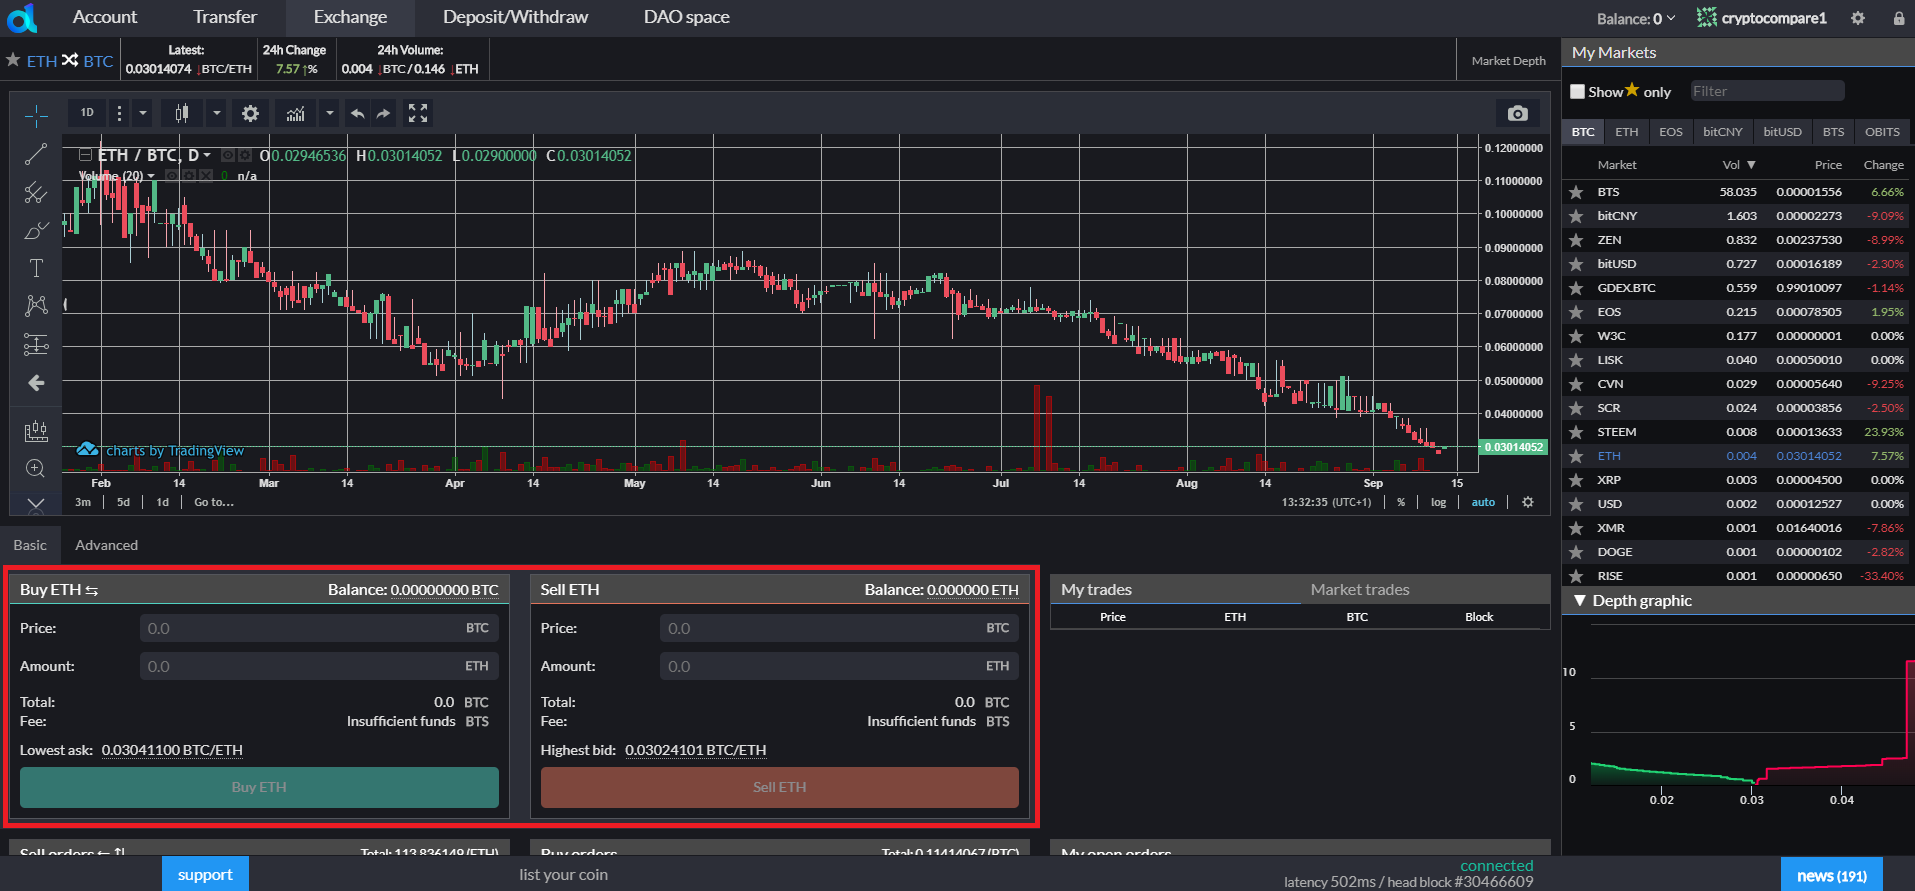 Account Transfer Exchange Deposit/Withdraw DAO space Balance: 0 cryptocompare1
ETH BTC
Latest:
0.03014074 ↓BTC/ETH
24h Change
7.57 ↑%
24h Volume:
0.004 ↓BTC / 0.146 ↓ETH
Market Depth
1D
ETH / BTC, D O0.02946536 H0.03014052 L0.02900000 C0.03014052
Volume (20) 0 n/a
0.12000000
0.11000000
0.10000000
0.09000000
0.08000000
0.07000000
0.06000000
0.05000000
0.04000000
0.03014052
charts by TradingView
Feb 14 Mar 14 Apr 14 May 14 Jun 14 Jul 14 Aug 14 Sep 15
3m 5d 1d Go to... 13:32:35 (UTC+1) % log auto
Basic Advanced
Buy ETH ⇆ Balance: 0.00000000 BTC
Price: 0.0 BTC
Amount: 0.0 ETH
Total: 0.0 BTC
Fee: Insufficient funds BTS
Lowest ask: 0.03041100 BTC/ETH
Buy ETH
Sell ETH Balance: 0.000000 ETH
Price: 0.0 BTC
Amount: 0.0 ETH
Total: 0.0 BTC
Fee: Insufficient funds BTS
Highest bid: 0.03024101 BTC/ETH
Sell ETH
My trades Market trades
Price ETH BTC Block
Sell orders Total: 113.836149 (ETH)
Buy orders Total: 0.11414067 (BTC)
My open orders
My Markets
Show ★ only Filter
BTC ETH EOS bitCNY bitUSD BTS OBITS
Market Vol ▼ Price Change
BTS 58.035 0.00001556 6.66%
bitCNY 1.603 0.00002273 -9.09%
ZEN 0.832 0.00237530 -8.99%
bitUSD 0.727 0.00016189 -2.30%
GDEX.BTC 0.559 0.99010097 -1.14%
EOS 0.215 0.00078505 1.95%
W3C 0.177 0.00000001 0.00%
LISK 0.040 0.00050010 0.00%
CVN 0.029 0.00005640 -9.25%
SCR 0.024 0.00003856 -2.50%
STEEM 0.008 0.00013633 23.93%
ETH 0.004 0.03014052 7.57%
XRP 0.003 0.00004500 0.00%
USD 0.002 0.00012527 0.00%
XMR 0.001 0.01640016 -7.86%
DOGE 0.001 0.00000102 -2.82%
RISE 0.001 0.00000650 -33.40%
▼ Depth graphic
10
5
0
0.02 0.03 0.04
support list your coin
connected
latency 502ms / head block #30466609
news (191)